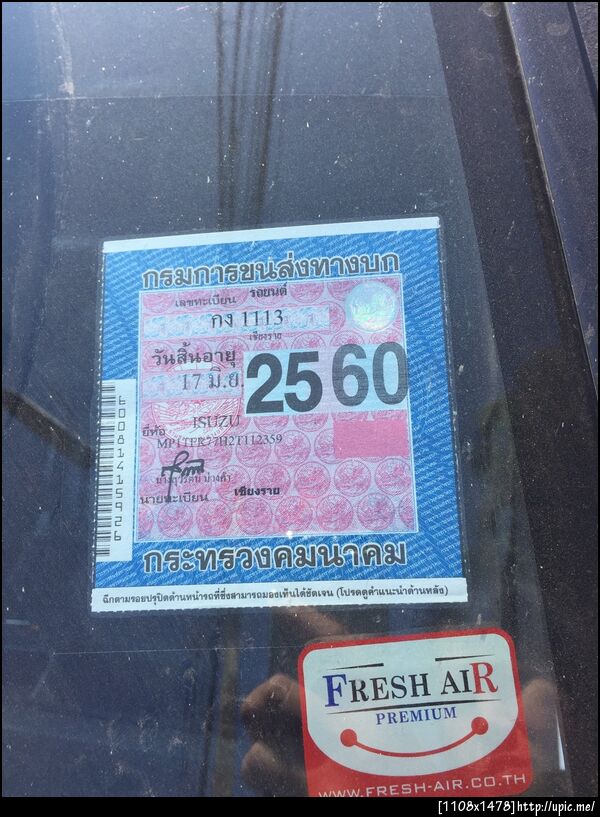 กรมการขนส่งทางบก
เลขทะเบียน รถยนต์
กง 1113
เชียงราย
วันสิ้นอายุ
17 มิ.ย. 2560
ยี่ห้อ ISUZU
MP1TFR77H2T112359
นายทะเบียน เชียงราย
60081415926
กระทรวงคมนาคม
ฉีกตามรอยปรุปิดด้านหน้ารถที่ซึ่งสามารถมองเห็นได้ชัดเจน (โปรดดูคำแนะนำด้านหลัง)
FRESH AIR
PREMIUM
WWW.FRESH-AIR.CO.TH
[1108x1478]http://upic.me/